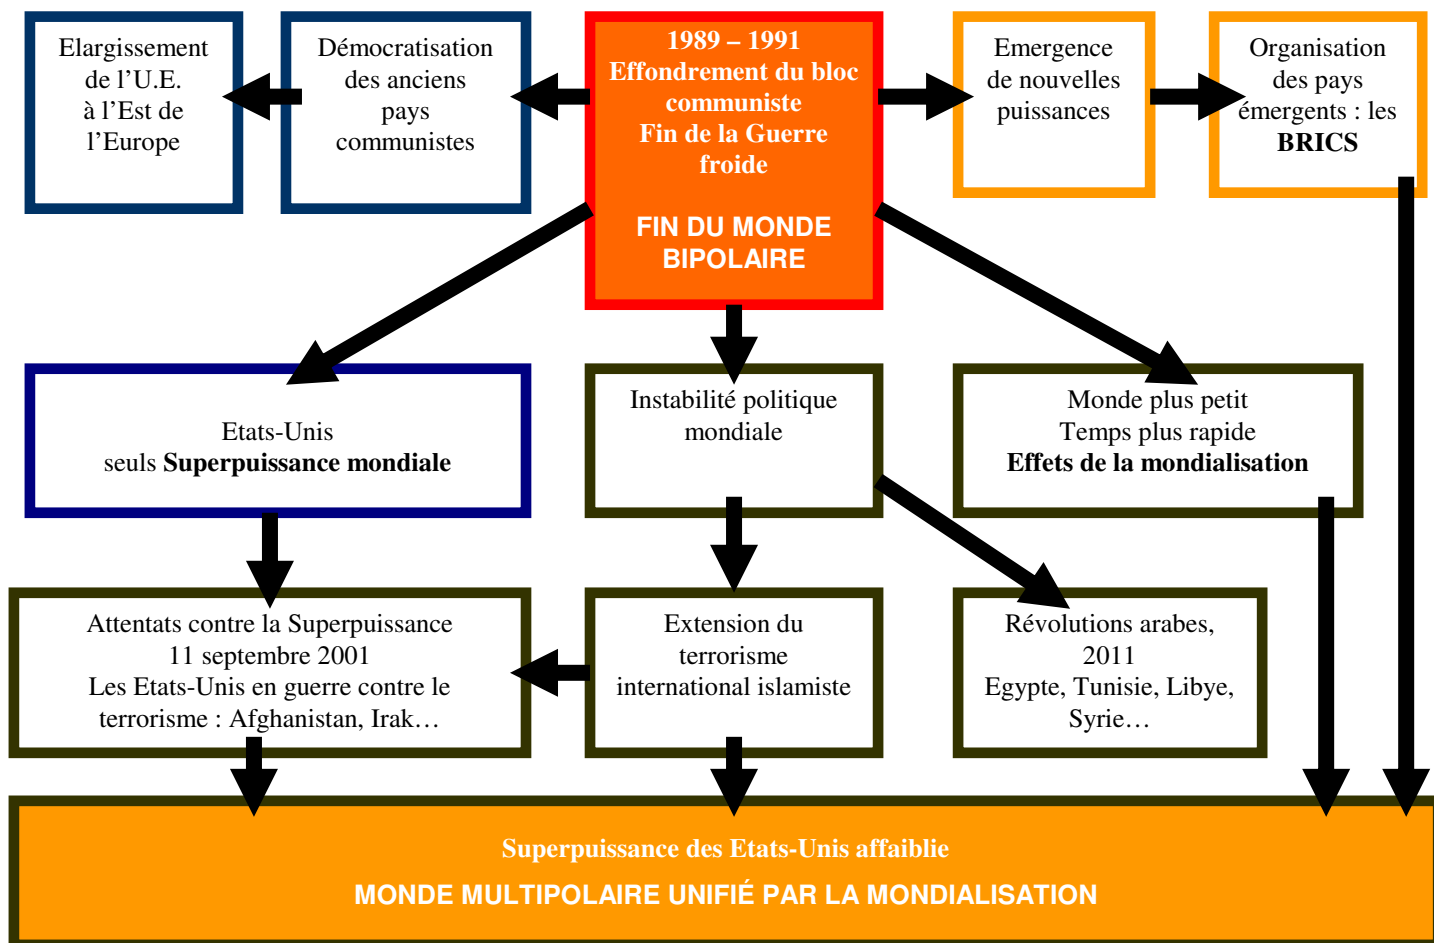 Elargissement
de l'U.E.
à l'Est de
l'Europe
Démocratisation
des anciens
pays
communistes
1989 – 1991
Effondrement du bloc
communiste
Fin de la Guerre
froide
FIN DU MONDE
BIPOLAIRE
Emergence
de nouvelles
puissances
Organisation
des pays
émergents : les
BRICS
Etats-Unis
seuls Superpuissance mondiale
Instabilité politique
mondiale
Monde plus petit
Temps plus rapide
Effets de la mondialisation
Attentats contre la Superpuissance
11 septembre 2001
Les Etats-Unis en guerre contre le
terrorisme : Afghanistan, Irak…
Extension du
terrorisme
international islamiste
Révolutions arabes,
2011
Egypte, Tunisie, Libye,
Syrie…
Superpuissance des Etats-Unis affaiblie
MONDE MULTIPOLAIRE UNIFIÉ PAR LA MONDIALISATION